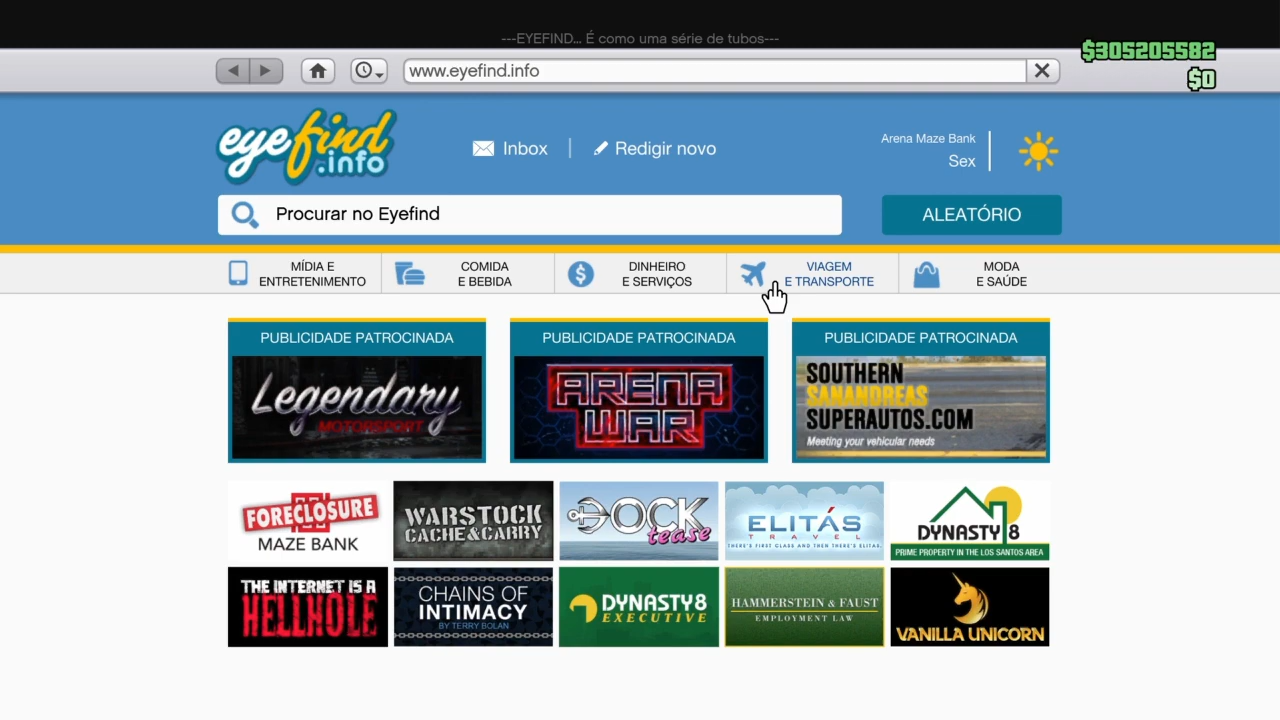 ---EYEFIND... É como uma série de tubos---
$305205582
$0
www.eyefind.info
eyefind
.info
Inbox
Redigir novo
Arena Maze Bank
Sex
Procurar no Eyefind
ALEATÓRIO
MÍDIA E
ENTRETENIMENTO
COMIDA
E BEBIDA
DINHEIRO
E SERVIÇOS
VIAGEM
E TRANSPORTE
MODA
E SAÚDE
PUBLICIDADE PATROCINADA
Legendary
MOTORSPORT
PUBLICIDADE PATROCINADA
ARENA
WAR
PUBLICIDADE PATROCINADA
SOUTHERN
SANANDREAS
SUPERAUTOS.COM
Meeting your vehicular needs
FORECLOSURE
MAZE BANK
WARSTOCK
CACHE&CARRY
DOCK
tease
ELITÁS
TRAVEL
THERE'S FIRST CLASS AND THEN THERE'S ELITAS.
DYNASTY 8
PRIME PROPERTY IN THE LOS SANTOS AREA
THE INTERNET IS A
HELLHOLE
CHAINS OF
INTIMACY
BY TERRY BOLAN
DYNASTY 8
EXECUTIVE
HAMMERSTEIN & FAUST
EMPLOYMENT LAW
VANILLA UNICORN